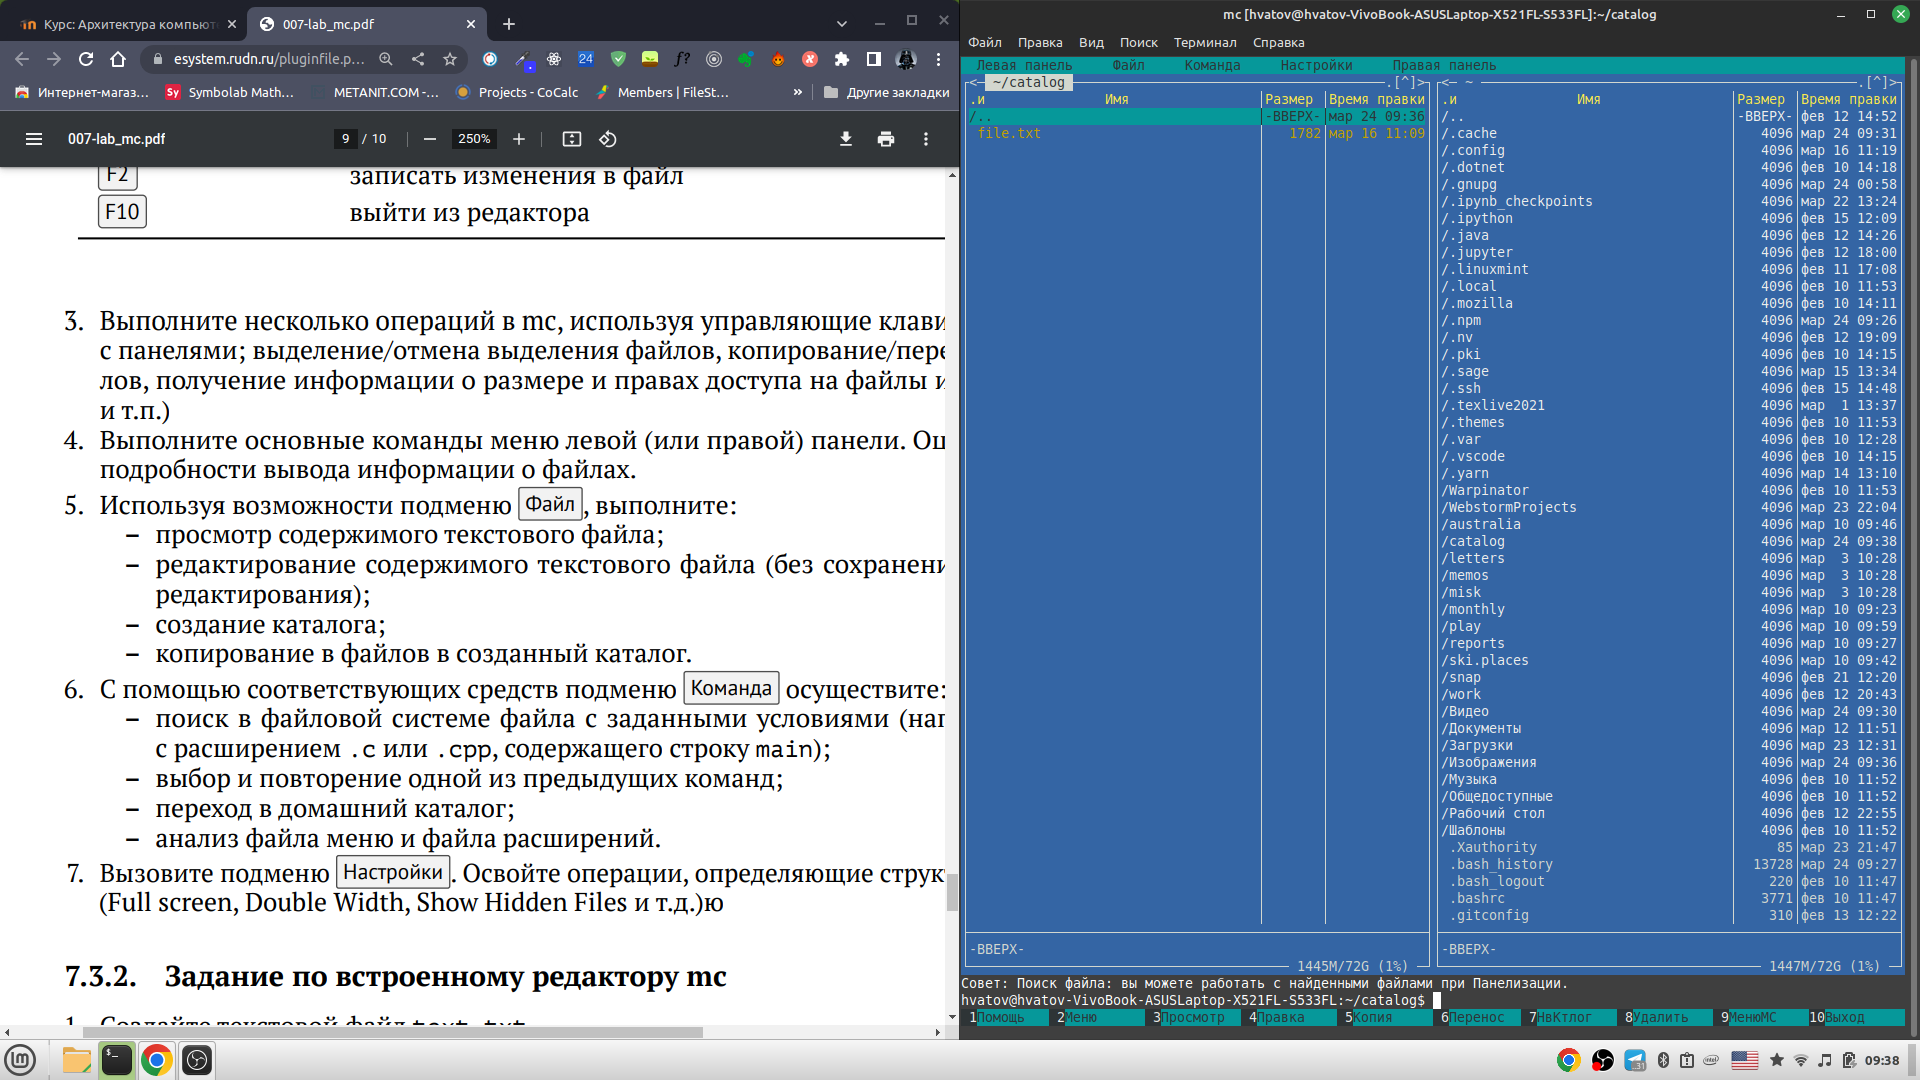 Курс: Архитектура компьют
007-lab_mc.pdf
esystem.rudn.ru/pluginfile.p...
24
f?
Интернет-магаз...
Sy
Symbolab Math...
METANIT.COM -...
Projects - CoCalc
Members | FileSt...
»
Другие закладки
007-lab_mc.pdf
9 / 10
250%
F2 записать изменения в файл
F10 выйти из редактора
3. Выполните несколько операций в mc, используя управляющие клави
с панелями; выделение/отмена выделения файлов, копирование/пере
лов, получение информации о размере и правах доступа на файлы и
и т.п.)
4. Выполните основные команды меню левой (или правой) панели. Оц
подробности вывода информации о файлах.
5. Используя возможности подменю Файл, выполните:
– просмотр содержимого текстового файла;
– редактирование содержимого текстового файла (без сохранени
редактирования);
– создание каталога;
– копирование в файлов в созданный каталог.
6. С помощью соответствующих средств подменю Команда осуществите:
– поиск в файловой системе файла с заданными условиями (наг
с расширением .c или .cpp, содержащего строку main);
– выбор и повторение одной из предыдущих команд;
– переход в домашний каталог;
– анализ файла меню и файла расширений.
7. Вызовите подменю Настройки. Освойте операции, определяющие струк
(Full screen, Double Width, Show Hidden Files и т.д.)ю
7.3.2. Задание по встроенному редактору mc
1. Создайте текстовой файл text.txt
mc [hvatov@hvatov-VivoBook-ASUSLaptop-X521FL-S533FL]:~/catalog
Файл Правка Вид Поиск Терминал Справка
Левая панель Файл Команда Настройки Правая панель
<— ~/catalog .[^]>
.и Имя Размер Время правки
/.. -ВВЕРХ- мар 24 09:36
file.txt 1782 мар 16 11:09
-ВВЕРХ-
1445M/72G (1%)
<— ~ .[^]>
.и Имя Размер Время правки
/.. -ВВЕРХ- фев 12 14:52
/.cache 4096 мар 24 09:31
/.config 4096 мар 16 11:19
/.dotnet 4096 фев 10 14:18
/.gnupg 4096 мар 24 00:58
/.ipynb_checkpoints 4096 мар 22 13:24
/.ipython 4096 фев 15 12:09
/.java 4096 фев 12 14:26
/.jupyter 4096 фев 12 18:00
/.linuxmint 4096 фев 11 17:08
/.local 4096 фев 10 11:53
/.mozilla 4096 фев 10 14:11
/.npm 4096 мар 24 09:26
/.nv 4096 фев 12 19:09
/.pki 4096 фев 10 14:15
/.sage 4096 мар 15 13:34
/.ssh 4096 фев 15 14:48
/.texlive2021 4096 мар 1 13:37
/.themes 4096 фев 10 11:53
/.var 4096 фев 10 12:28
/.vscode 4096 фев 10 14:15
/.yarn 4096 мар 14 13:10
/Warpinator 4096 фев 10 11:53
/WebstormProjects 4096 мар 23 22:04
/australia 4096 мар 10 09:46
/catalog 4096 мар 24 09:38
/letters 4096 мар 3 10:28
/memos 4096 мар 3 10:28
/misk 4096 мар 3 10:28
/monthly 4096 мар 10 09:23
/play 4096 мар 10 09:59
/reports 4096 мар 10 09:27
/ski.places 4096 мар 10 09:42
/snap 4096 фев 21 12:20
/work 4096 фев 12 20:43
/Видео 4096 мар 24 09:30
/Документы 4096 мар 12 11:51
/Загрузки 4096 мар 23 12:31
/Изображения 4096 мар 24 09:36
/Музыка 4096 фев 10 11:52
/Общедоступные 4096 фев 10 11:52
/Рабочий стол 4096 фев 12 22:55
/Шаблоны 4096 фев 10 11:52
.Xauthority 85 мар 23 21:47
.bash_history 13728 мар 24 09:27
.bash_logout 220 фев 10 11:47
.bashrc 3771 фев 10 11:47
.gitconfig 310 фев 13 12:22
-ВВЕРХ-
1447M/72G (1%)
Совет: Поиск файла: вы можете работать с найденными файлами при Панелизации.
hvatov@hvatov-VivoBook-ASUSLaptop-X521FL-S533FL:~/catalog$
1Помощь 2Меню 3Просмотр 4Правка 5Копия 6Перенос 7НвКтлог 8Удалить 9МенюMC 10Выход
09:38